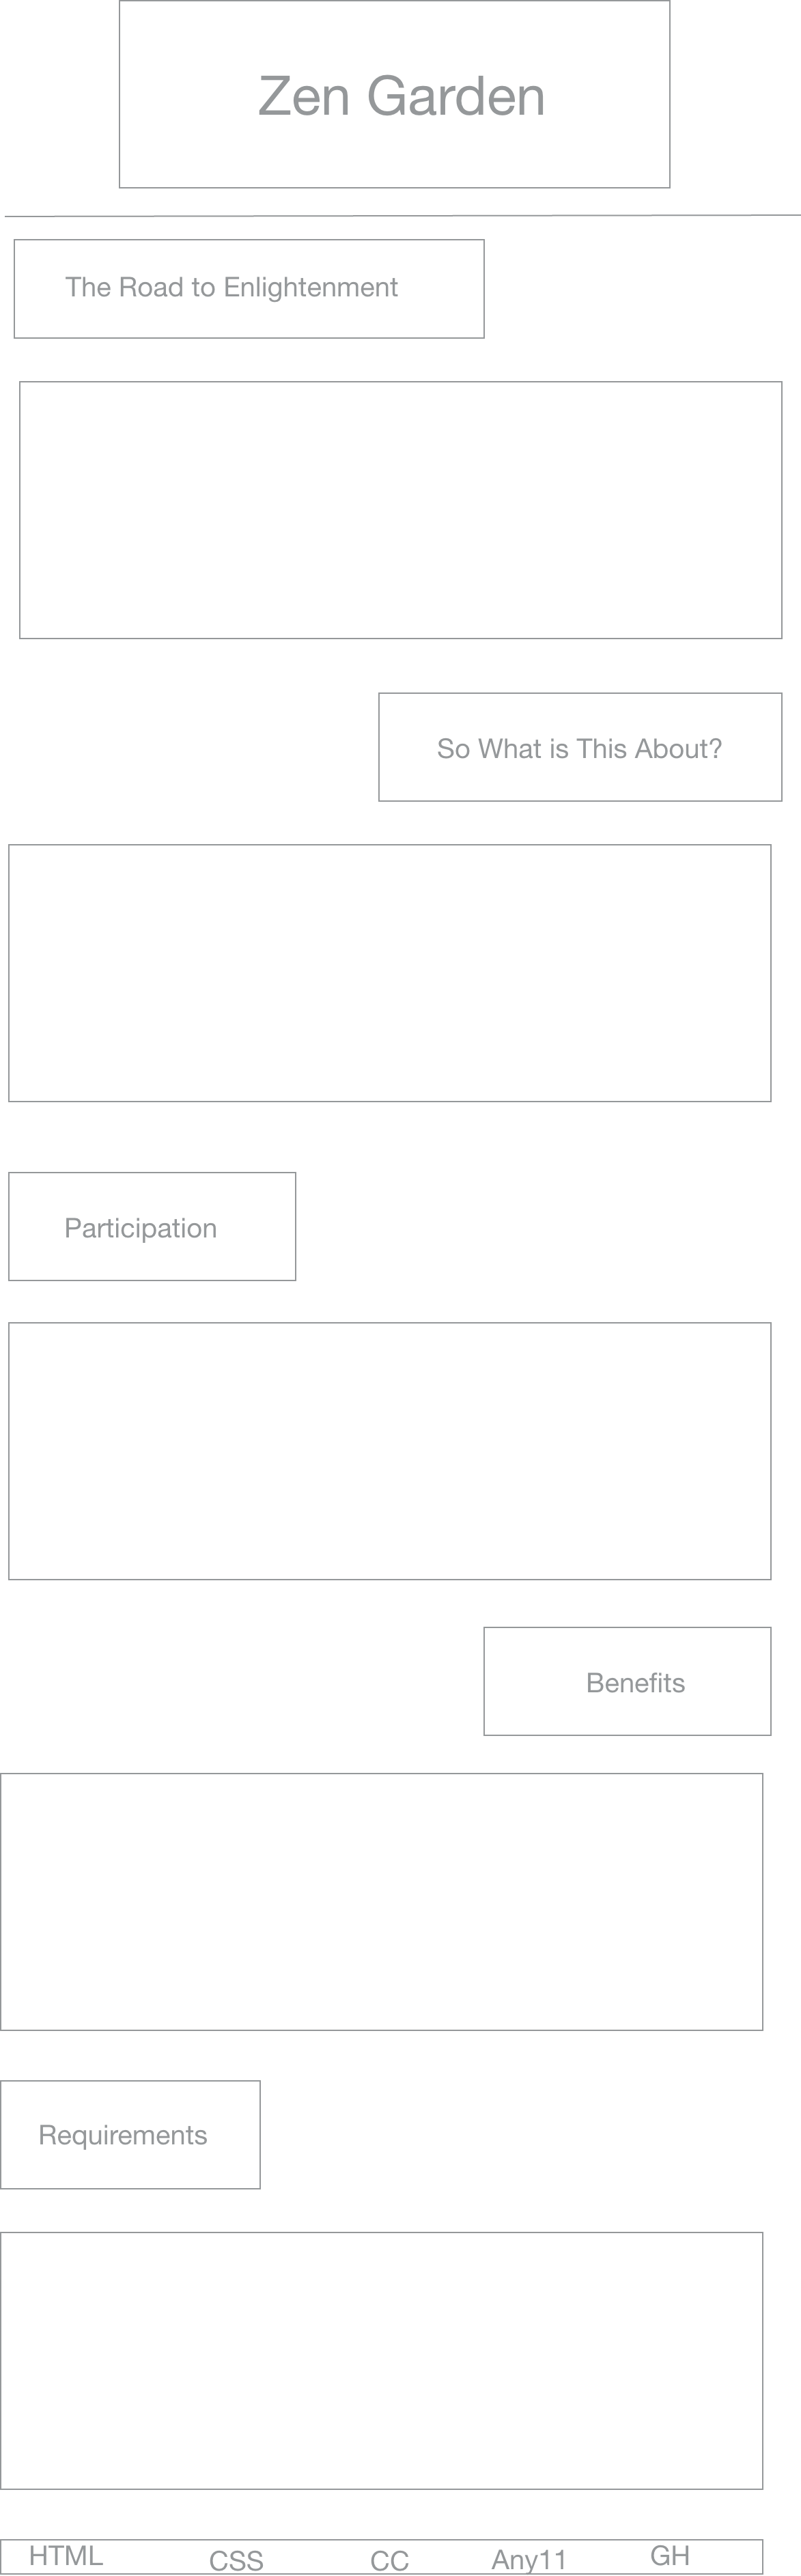 Zen Garden
The Road to Enlightenment
So What is This About?
Participation
Benefits
Requirements
HTML CSS CC Any11 GH